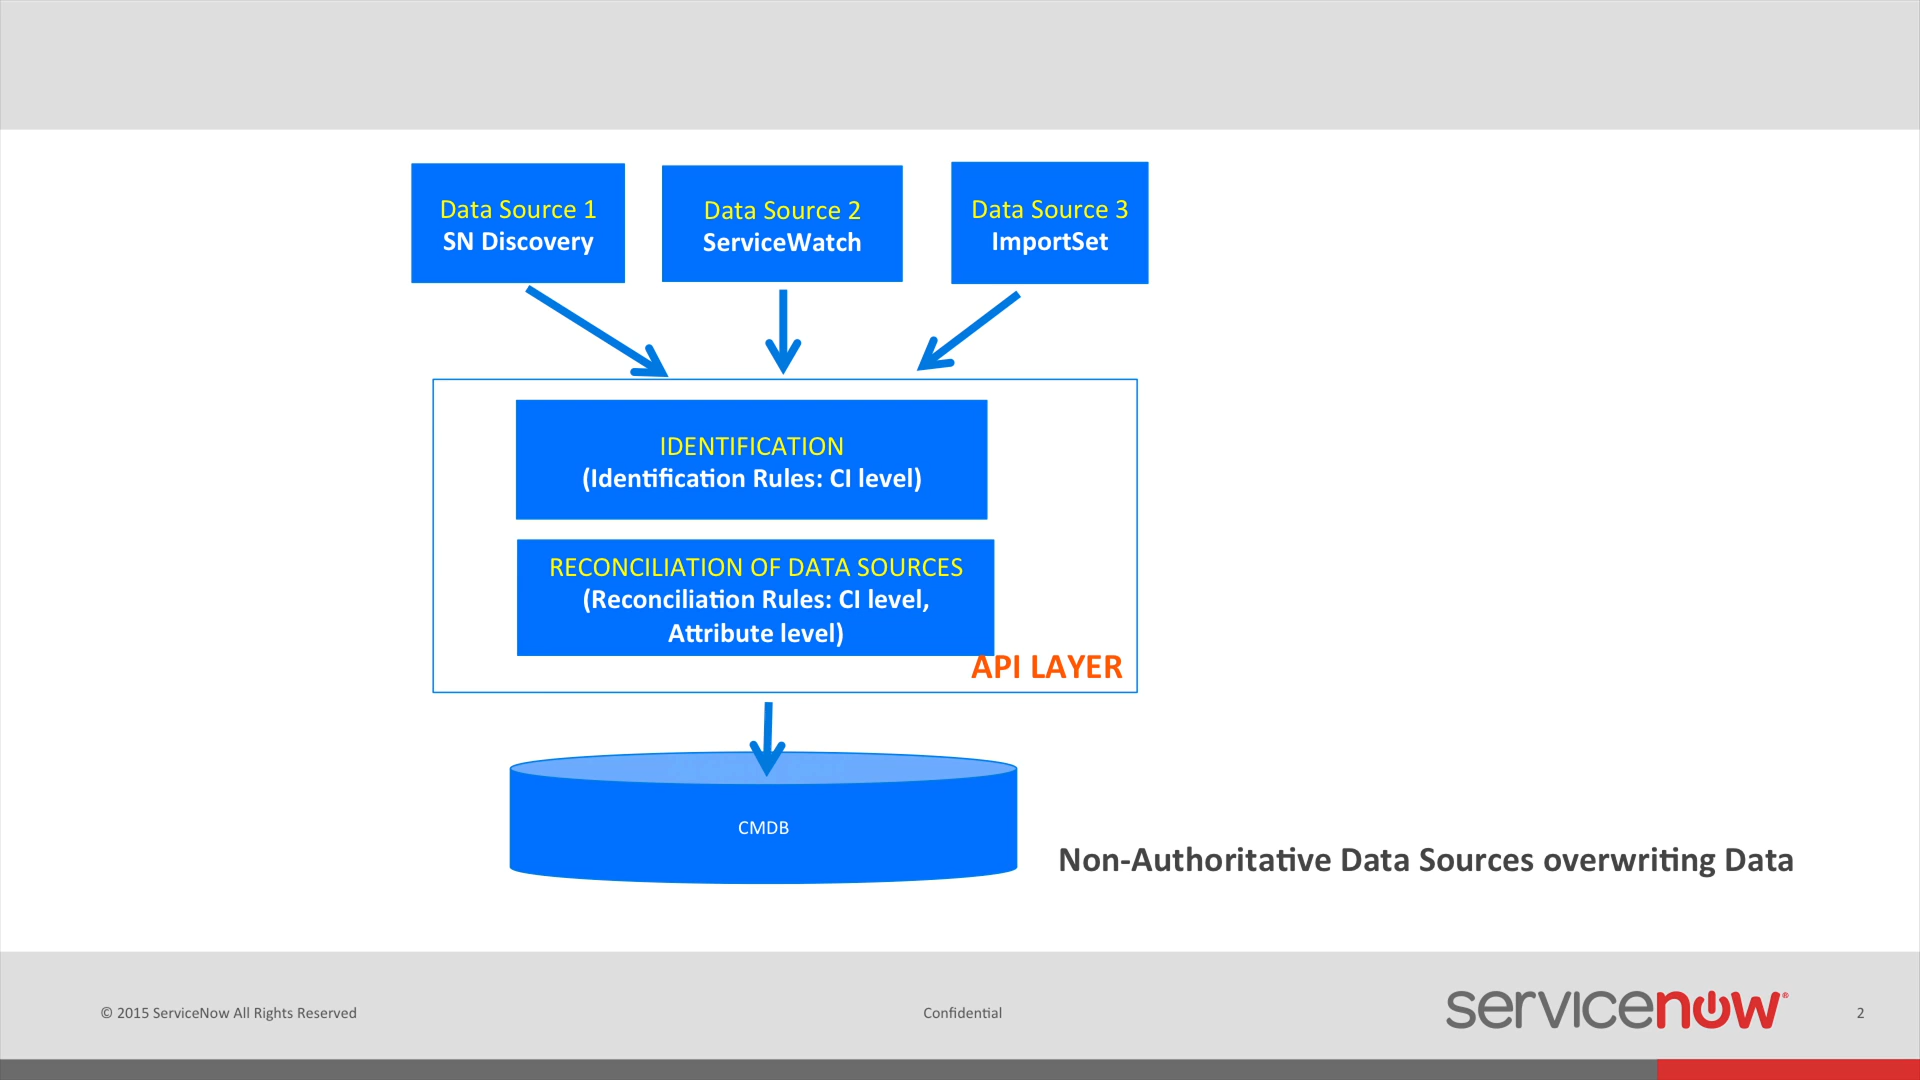 Data Source 1
SN Discovery
Data Source 2
ServiceWatch
Data Source 3
ImportSet
IDENTIFICATION
(Identification Rules: CI level)
RECONCILIATION OF DATA SOURCES
(Reconciliation Rules: CI level,
Attribute level)
API LAYER
CMDB
Non-Authoritative Data Sources overwriting Data
© 2015 ServiceNow All Rights Reserved
Confidential
servicenow®
2